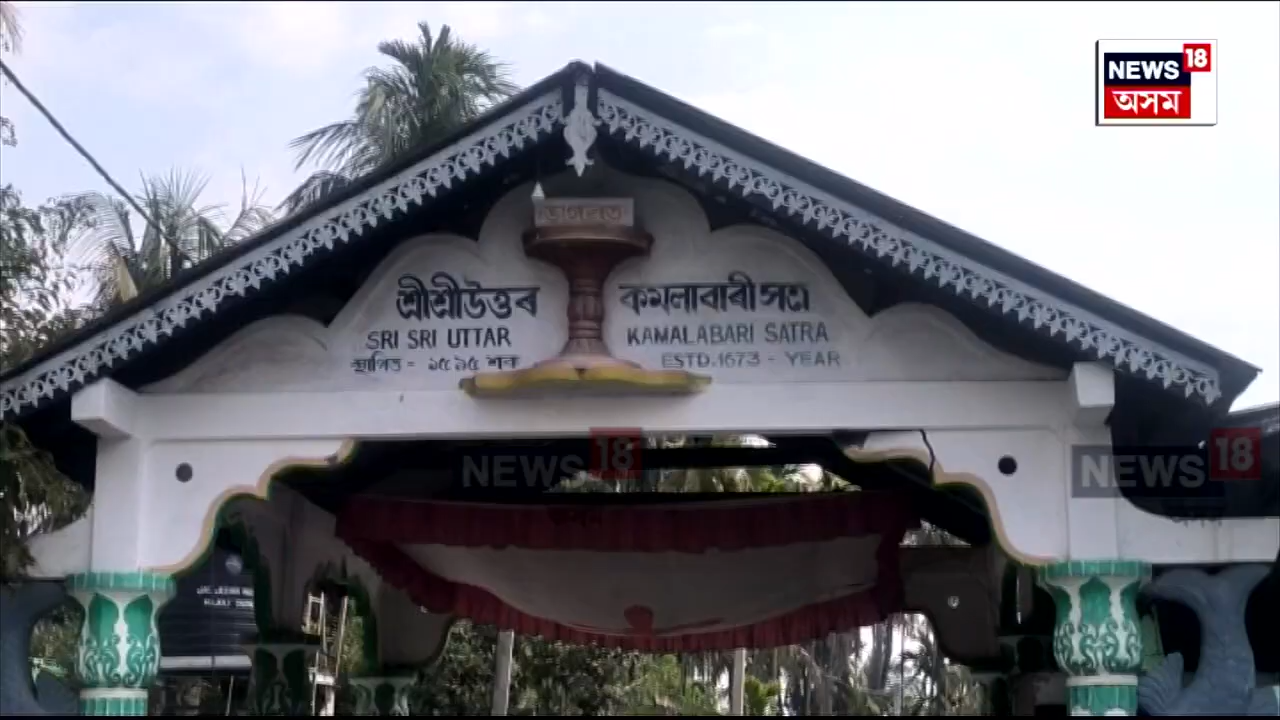 NEWS 18
অসম
ভাগৱত
শ্রীশ্রীউত্তৰ কমলাবাৰী সত্ৰ
SRI SRI UTTAR KAMALABARI SATRA
স্থাপিত = ১৫৯৫ শক ESTD.1673 - YEAR
NEWS 18
NEWS 18